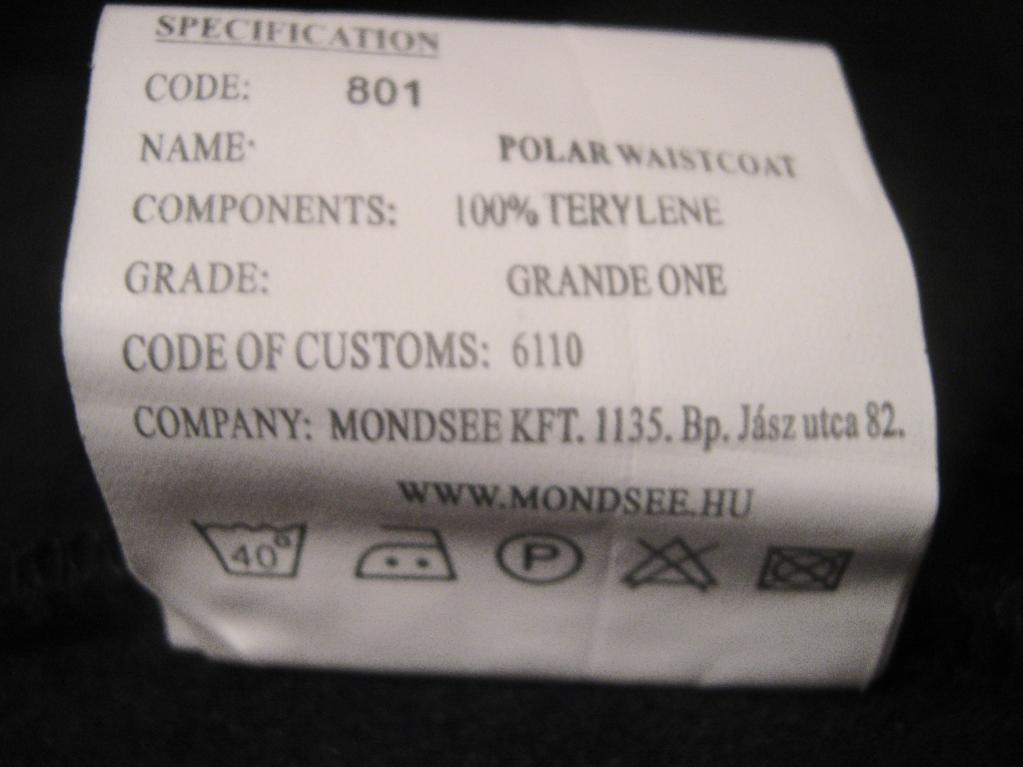 SPECIFICATION
CODE: 801
NAME: POLAR WAISTCOAT
COMPONENTS: 100% TERYLENE
GRADE: GRANDE ONE
CODE OF CUSTOMS: 6110
COMPANY: MONDSEE KFT. 1135. Bp. Jász utca 82.
WWW.MONDSEE.HU
40° P